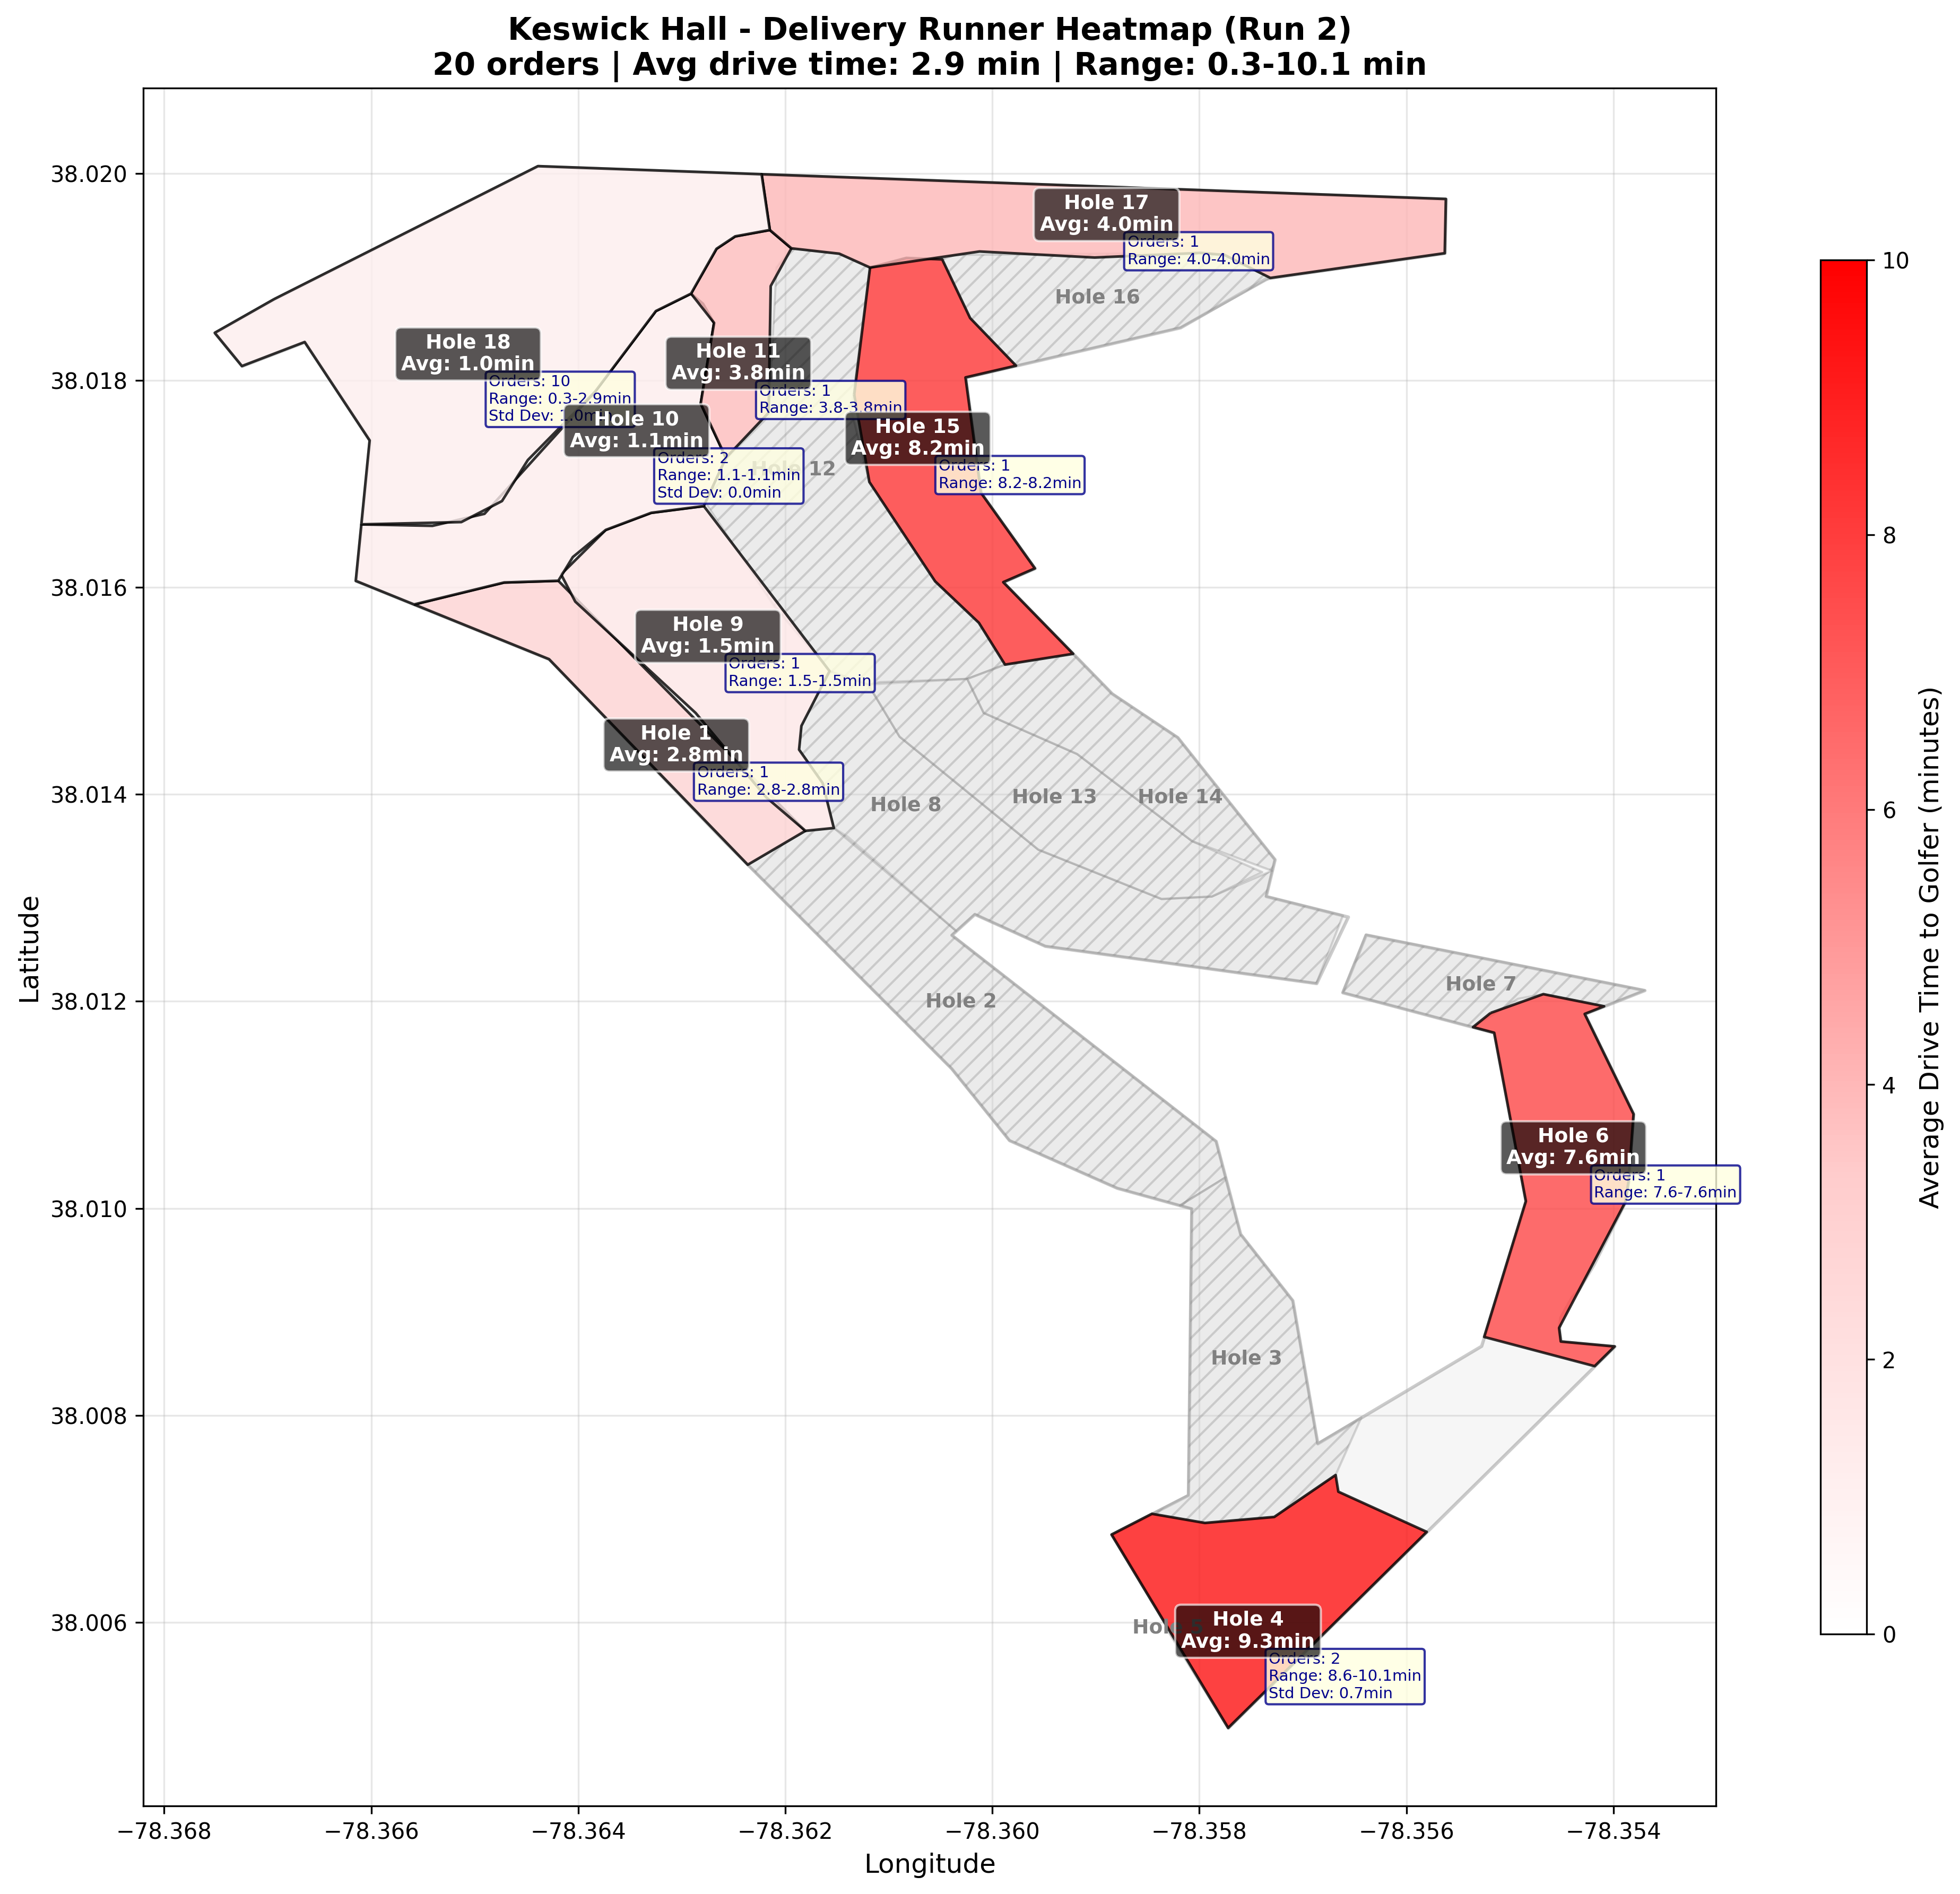 Keswick Hall - Delivery Runner Heatmap (Run 2)
20 orders | Avg drive time: 2.9 min | Range: 0.3-10.1 min
Latitude
38.020
38.018
38.016
38.014
38.012
38.010
38.008
38.006
Hole 17
Avg: 4.0min
Orders: 1
Range: 4.0-4.0min
Hole 16
Hole 18
Avg: 1.0min
Orders: 10
Range: 0.3-2.9min
Std Dev: 1.0min
Hole 11
Avg: 3.8min
Orders: 1
Range: 3.8-3.8min
Hole 10
Avg: 1.1min
Orders: 2
Range: 1.1-1.1min
Std Dev: 0.0min
Hole 12
Hole 15
Avg: 8.2min
Orders: 1
Range: 8.2-8.2min
Hole 9
Avg: 1.5min
Orders: 1
Range: 1.5-1.5min
Hole 1
Avg: 2.8min
Orders: 1
Range: 2.8-2.8min
Hole 8
Hole 13
Hole 14
Hole 7
Hole 2
Hole 6
Avg: 7.6min
Orders: 1
Range: 7.6-7.6min
Hole 3
Hole 5
Hole 4
Avg: 9.3min
Orders: 2
Range: 8.6-10.1min
Std Dev: 0.7min
−78.368
−78.366
−78.364
−78.362
−78.360
−78.358
−78.356
−78.354
Longitude
10
8
6
4
2
0
Average Drive Time to Golfer (minutes)